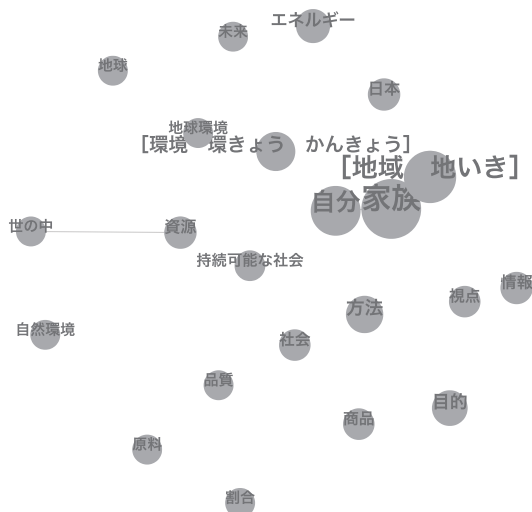 エネルギー
未来
地球
日本
地球環境
[環境　環きょう　かんきょう]
[地域　地いき]
自分
家族
世の中
資源
持続可能な社会
情報
視点
方法
自然環境
社会
品質
目的
商品
原料
割合